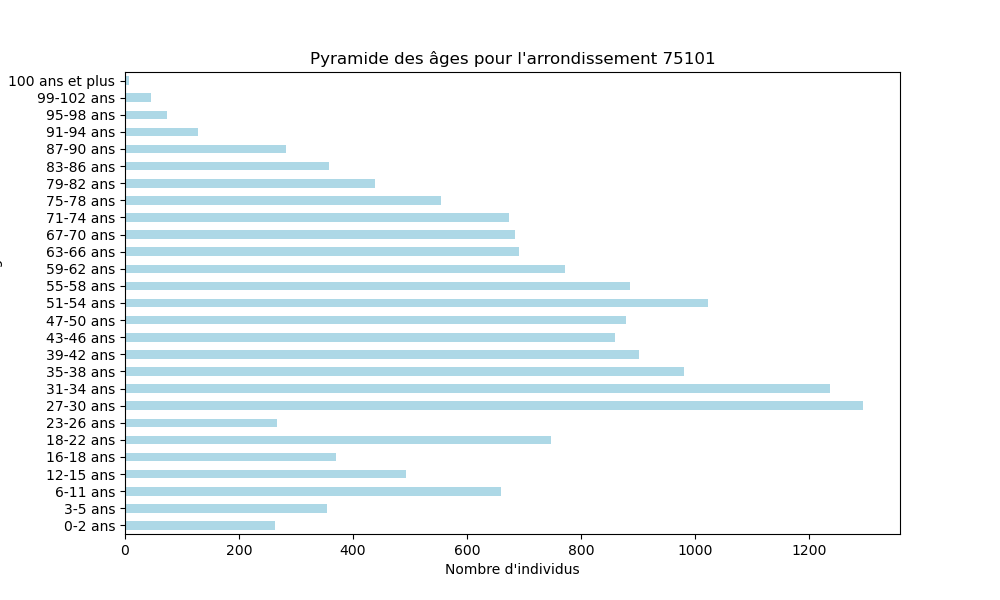 Pyramide des âges pour l'arrondissement 75101
100 ans et plus
99-102 ans
95-98 ans
91-94 ans
87-90 ans
83-86 ans
79-82 ans
75-78 ans
71-74 ans
67-70 ans
63-66 ans
59-62 ans
55-58 ans
51-54 ans
47-50 ans
43-46 ans
39-42 ans
35-38 ans
31-34 ans
27-30 ans
23-26 ans
18-22 ans
16-18 ans
12-15 ans
6-11 ans
3-5 ans
0-2 ans
0 200 400 600 800 1000 1200
Nombre d'individus